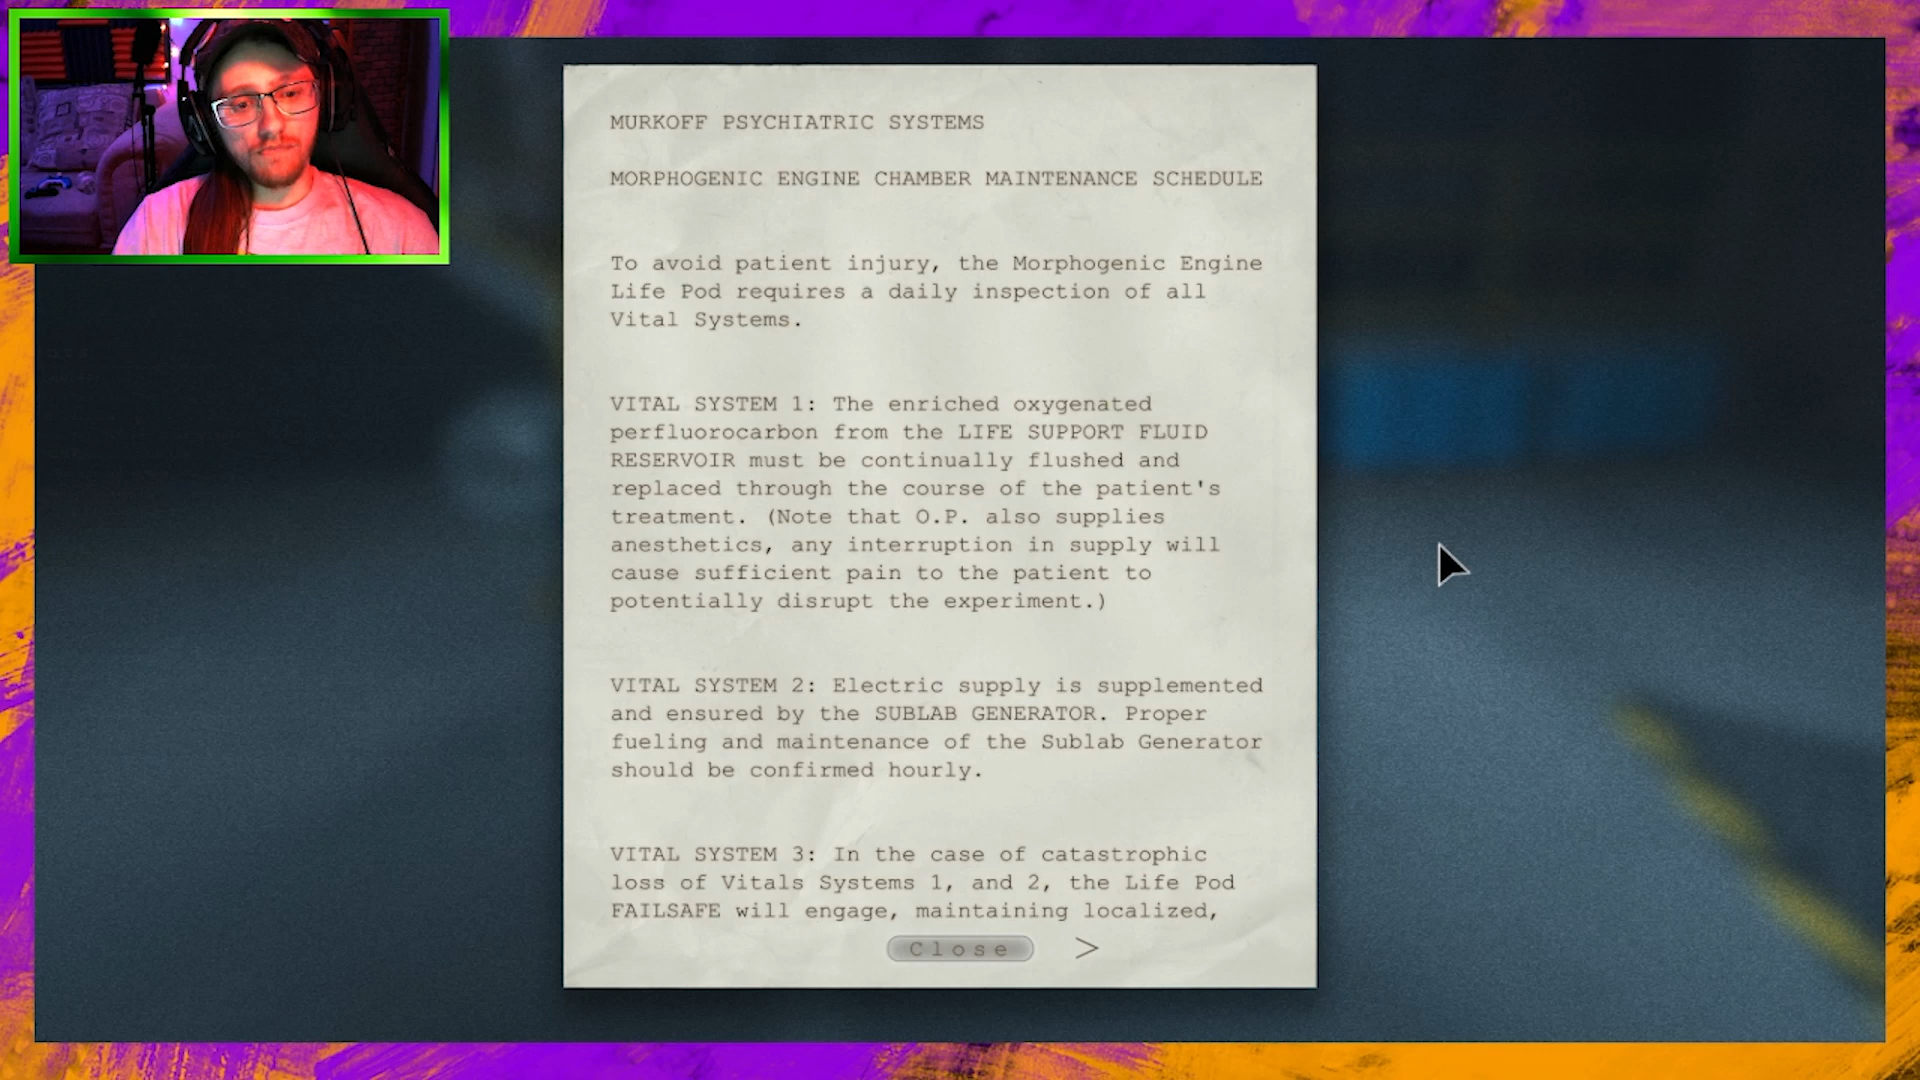 MURKOFF PSYCHIATRIC SYSTEMS
MORPHOGENIC ENGINE CHAMBER MAINTENANCE SCHEDULE
To avoid patient injury, the Morphogenic Engine
Life Pod requires a daily inspection of all
Vital Systems.
VITAL SYSTEM 1: The enriched oxygenated
perfluorocarbon from the LIFE SUPPORT FLUID
RESERVOIR must be continually flushed and
replaced through the course of the patient's
treatment. (Note that O.P. also supplies
anesthetics, any interruption in supply will
cause sufficient pain to the patient to
potentially disrupt the experiment.)
VITAL SYSTEM 2: Electric supply is supplemented
and ensured by the SUBLAB GENERATOR. Proper
fueling and maintenance of the Sublab Generator
should be confirmed hourly.
VITAL SYSTEM 3: In the case of catastrophic
loss of Vitals Systems 1, and 2, the Life Pod
FAILSAFE will engage, maintaining localized,
Close >